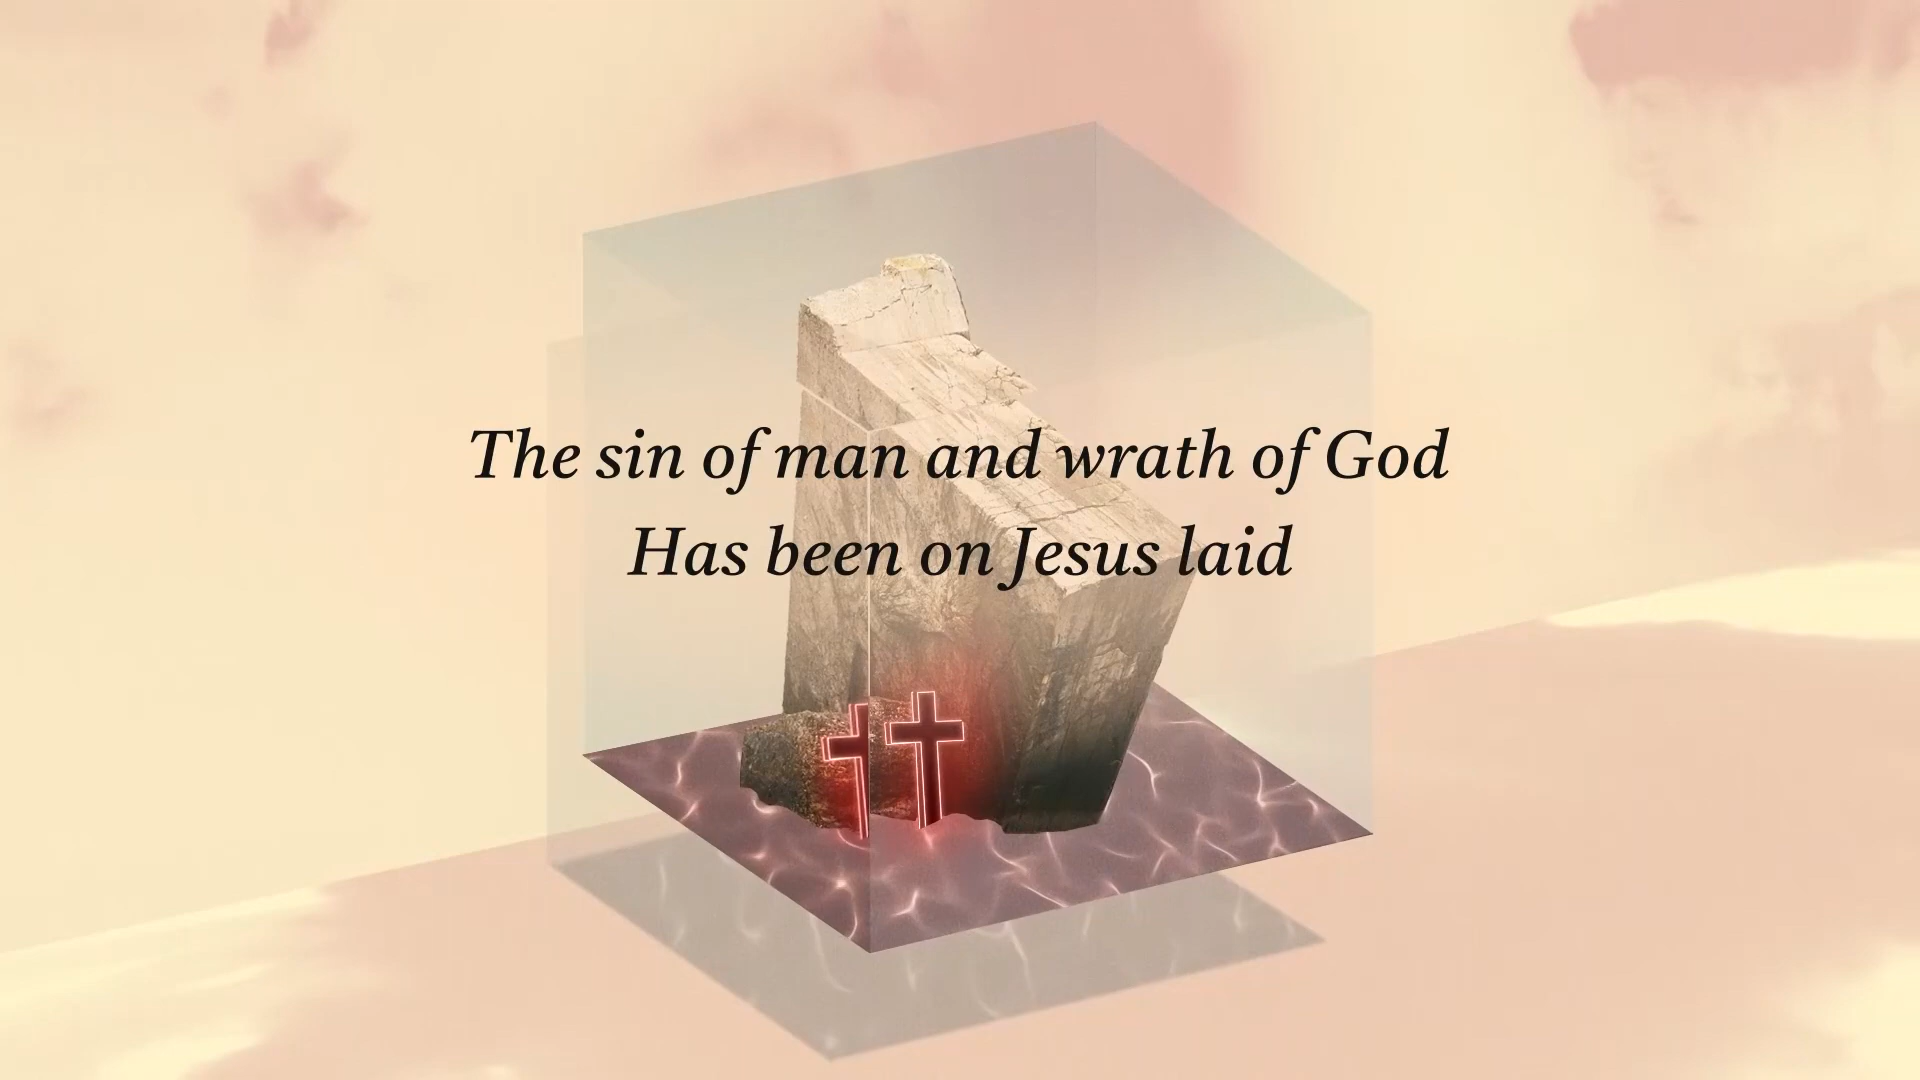 The sin of man and wrath of God
Has been on Jesus laid